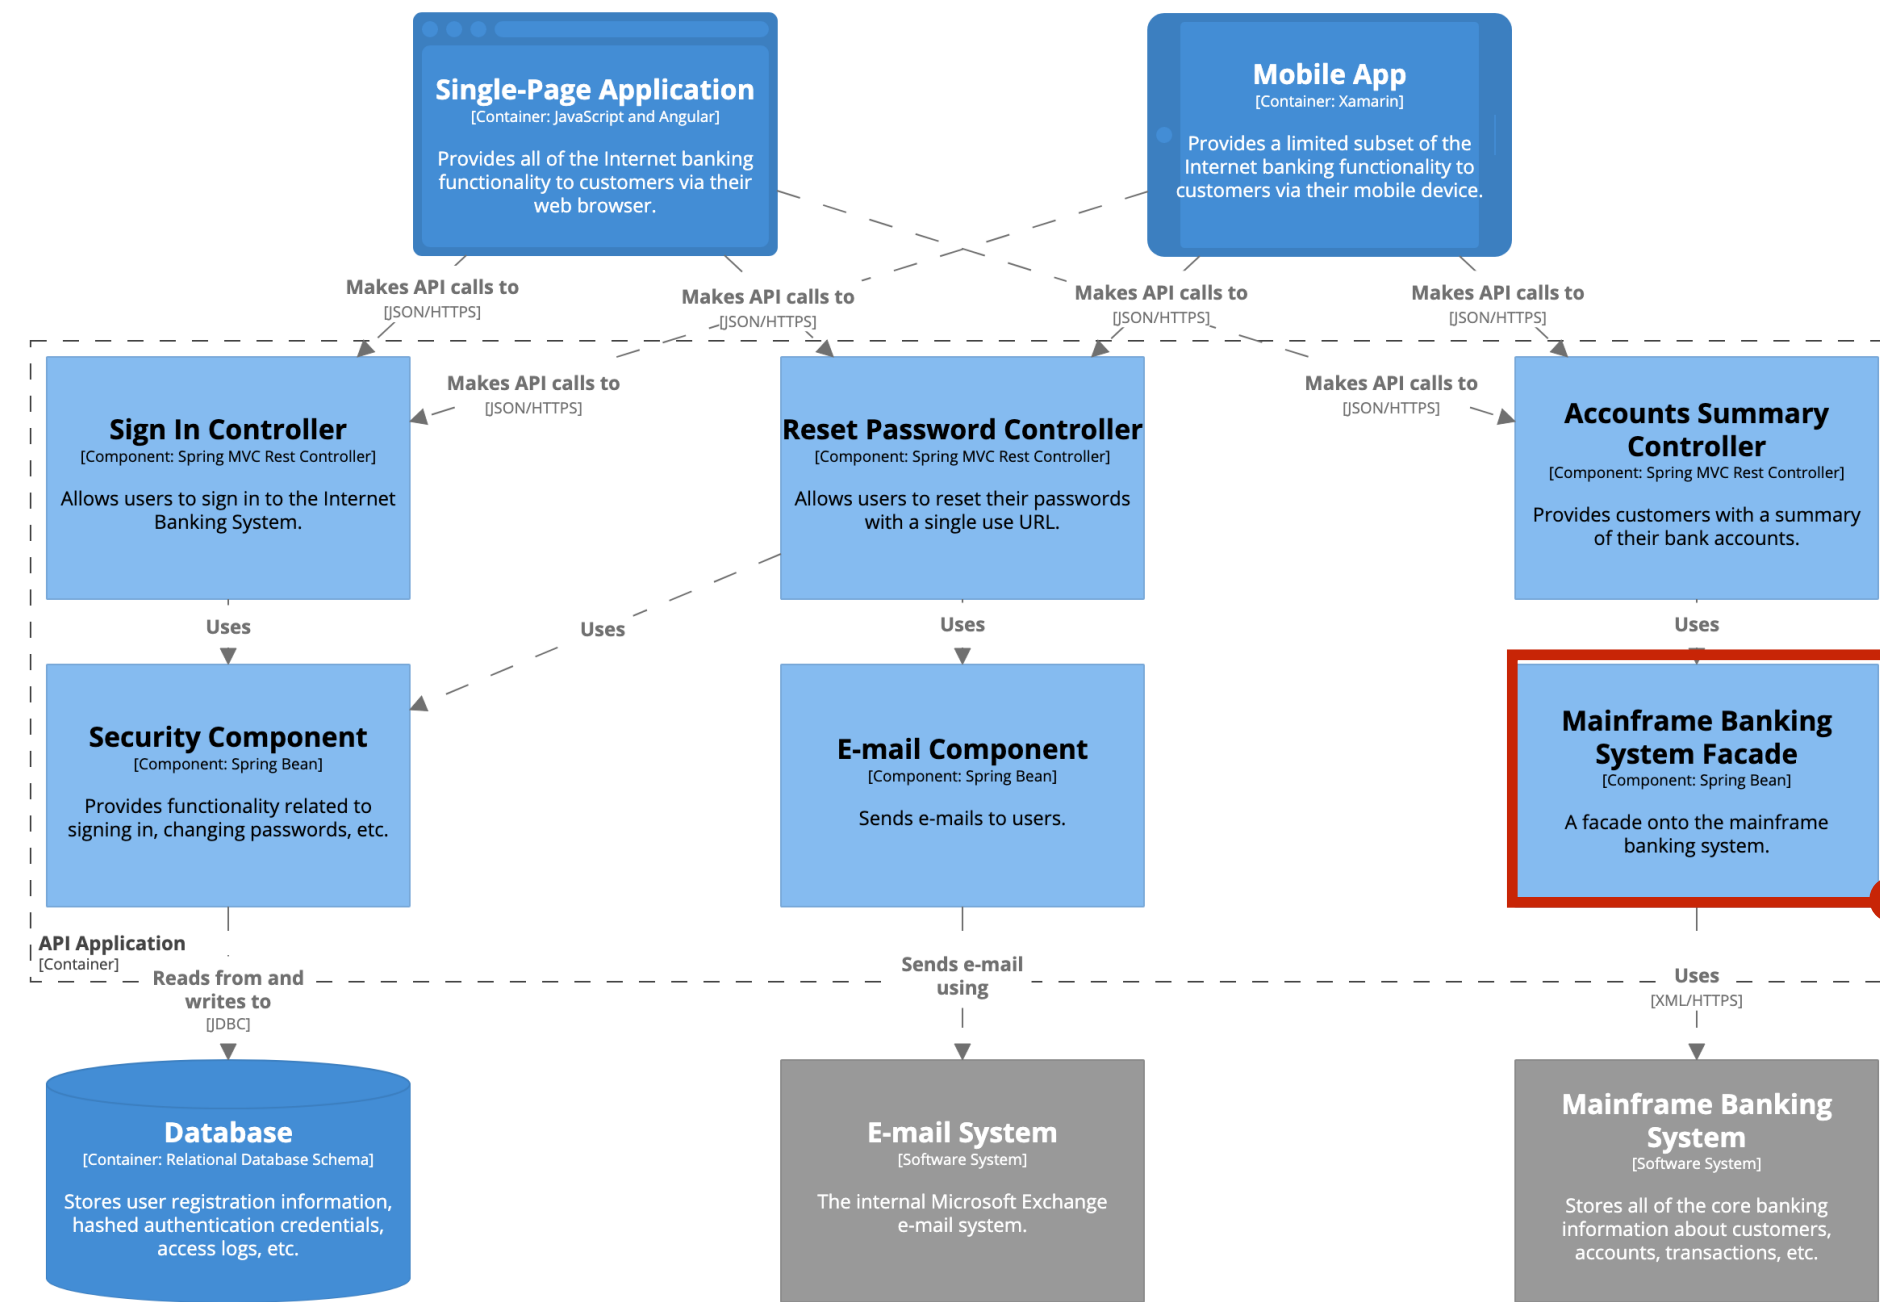 Single-Page Application
[Container: JavaScript and Angular]
Provides all of the Internet banking
functionality to customers via their
web browser.
Mobile App
[Container: Xamarin]
Provides a limited subset of the
Internet banking functionality to
customers via their mobile device.
Makes API calls to
[JSON/HTTPS]
Makes API calls to
[JSON/HTTPS]
Makes API calls to
[JSON/HTTPS]
Makes API calls to
[JSON/HTTPS]
Makes API calls to
[JSON/HTTPS]
Makes API calls to
[JSON/HTTPS]
Sign In Controller
[Component: Spring MVC Rest Controller]
Allows users to sign in to the Internet
Banking System.
Reset Password Controller
[Component: Spring MVC Rest Controller]
Allows users to reset their passwords
with a single use URL.
Accounts Summary
Controller
[Component: Spring MVC Rest Controller]
Provides customers with a summary
of their bank accounts.
Uses
Uses
Uses
Uses
Security Component
[Component: Spring Bean]
Provides functionality related to
signing in, changing passwords, etc.
E-mail Component
[Component: Spring Bean]
Sends e-mails to users.
Mainframe Banking
System Facade
[Component: Spring Bean]
A facade onto the mainframe
banking system.
API Application
[Container]
Reads from and
writes to
[JDBC]
Sends e-mail
using
Uses
[XML/HTTPS]
Database
[Container: Relational Database Schema]
Stores user registration information,
hashed authentication credentials,
access logs, etc.
E-mail System
[Software System]
The internal Microsoft Exchange
e-mail system.
Mainframe Banking
System
[Software System]
Stores all of the core banking
information about customers,
accounts, transactions, etc.